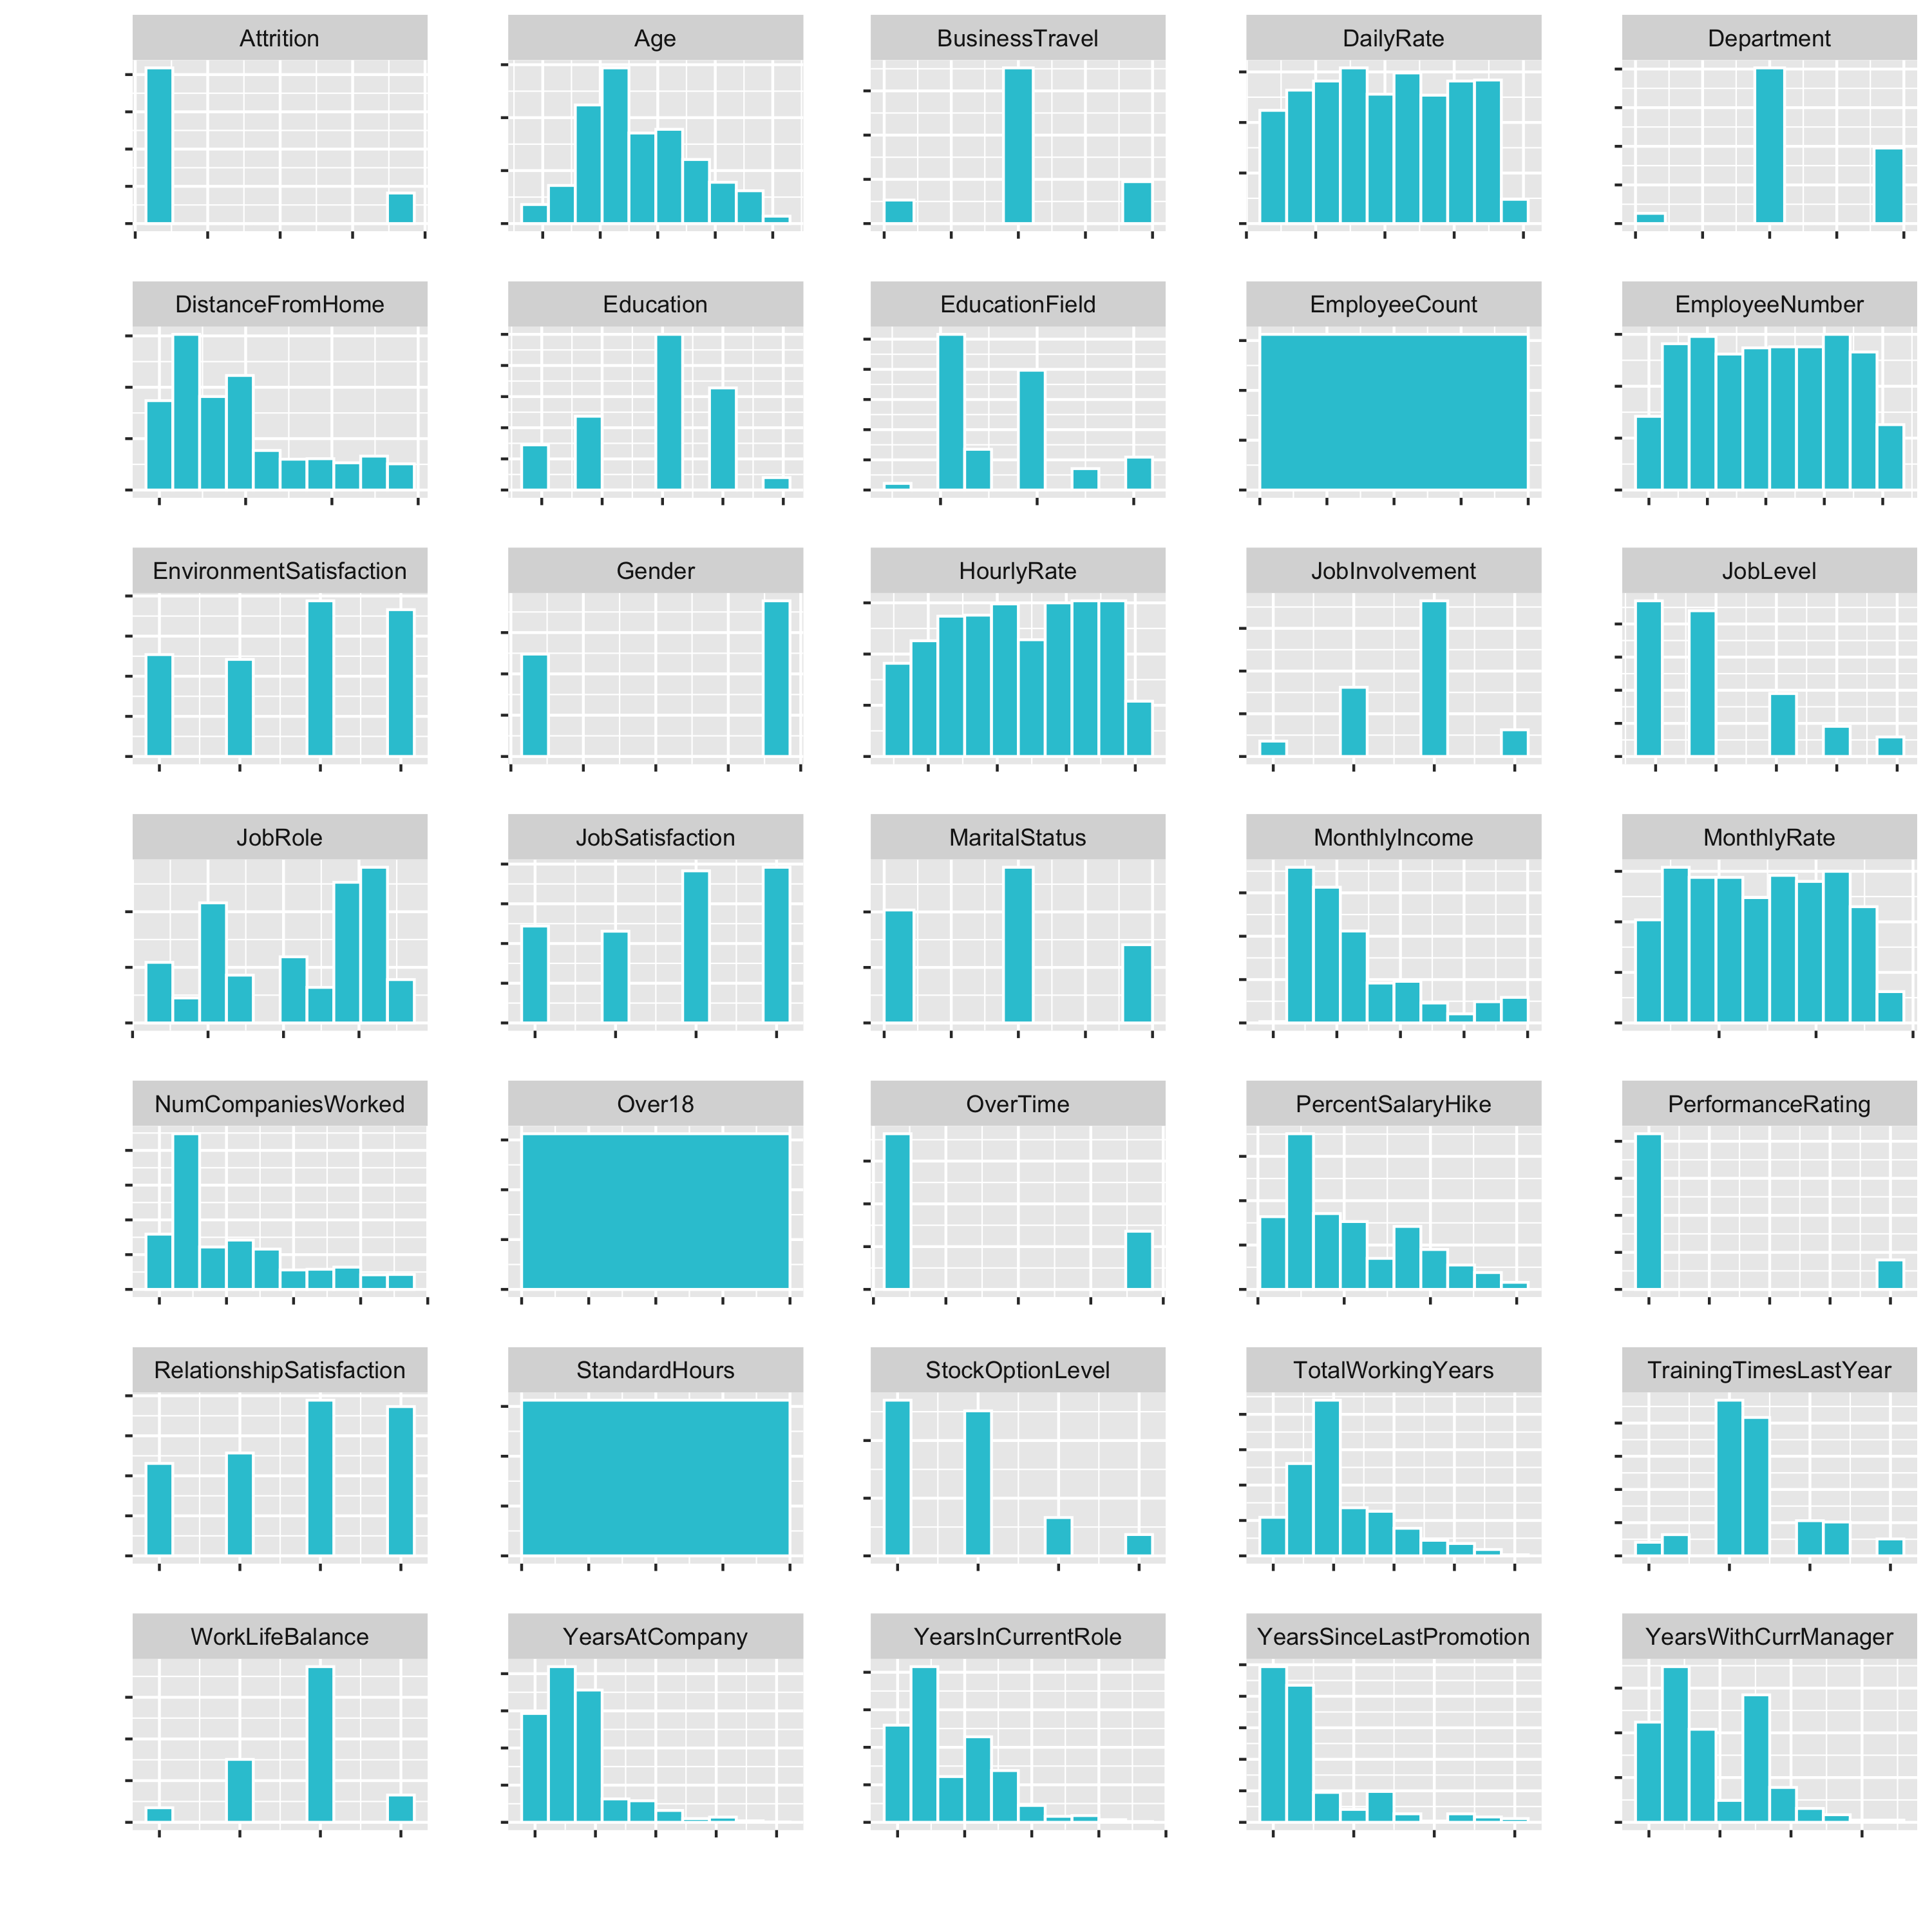 Attrition
Age
BusinessTravel
DailyRate
Department
DistanceFromHome
Education
EducationField
EmployeeCount
EmployeeNumber
EnvironmentSatisfaction
Gender
HourlyRate
JobInvolvement
JobLevel
JobRole
JobSatisfaction
MaritalStatus
MonthlyIncome
MonthlyRate
NumCompaniesWorked
Over18
OverTime
PercentSalaryHike
PerformanceRating
RelationshipSatisfaction
StandardHours
StockOptionLevel
TotalWorkingYears
TrainingTimesLastYear
WorkLifeBalance
YearsAtCompany
YearsInCurrentRole
YearsSinceLastPromotion
YearsWithCurrManager